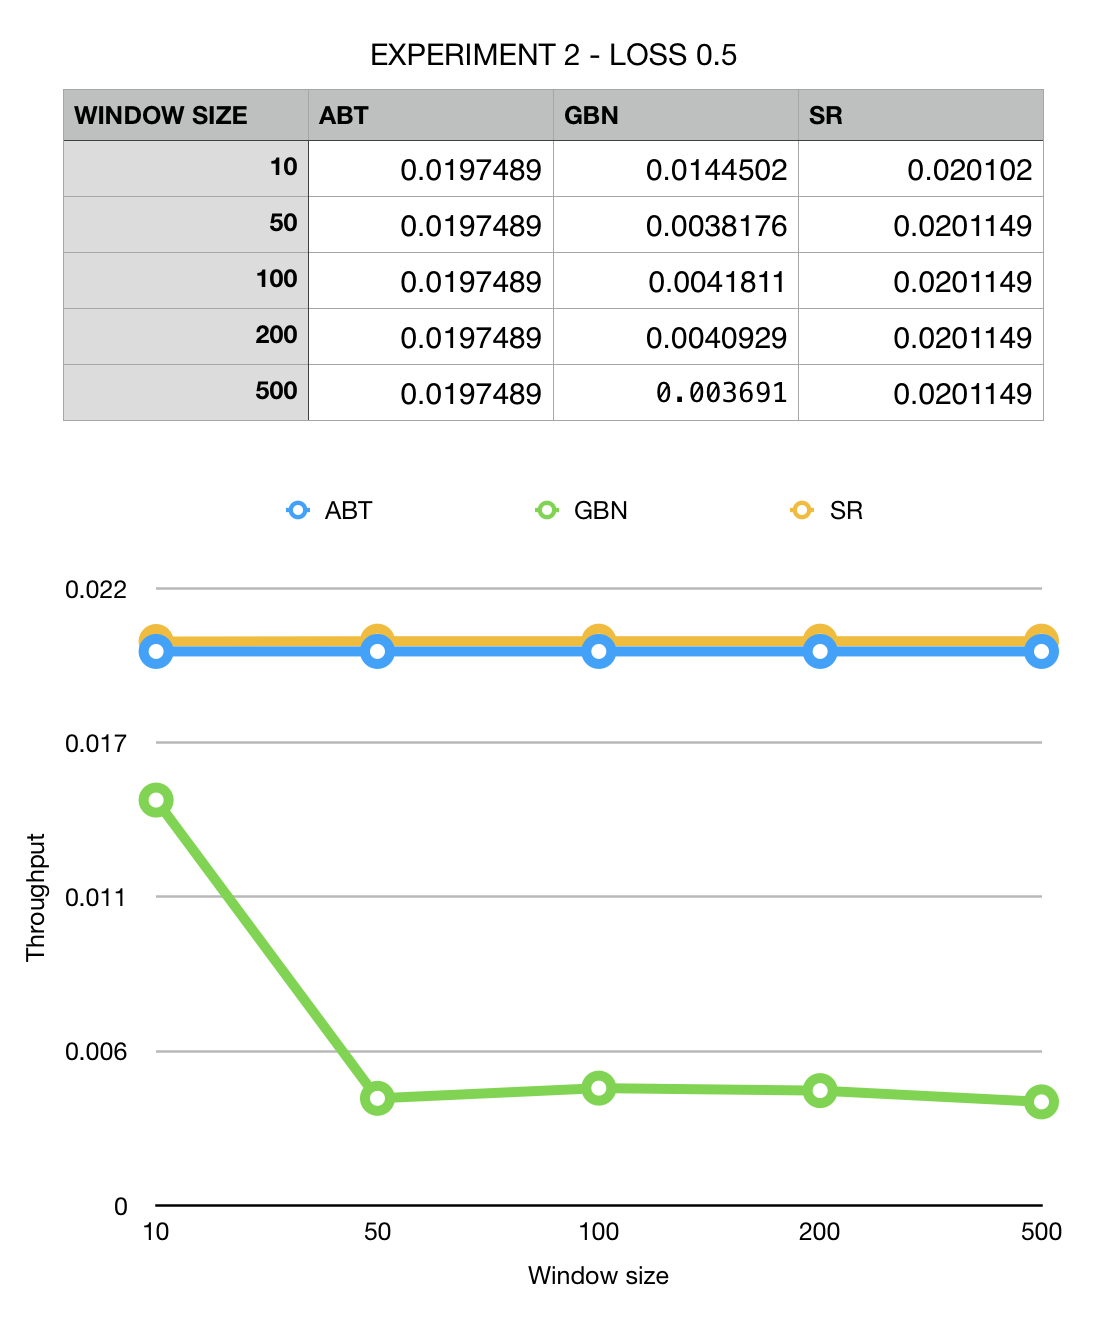 EXPERIMENT 2 - LOSS 0.5
WINDOW SIZE ABT GBN SR
10 0.0197489 0.0144502 0.020102
50 0.0197489 0.0038176 0.0201149
100 0.0197489 0.0041811 0.0201149
200 0.0197489 0.0040929 0.0201149
500 0.0197489 0.003691 0.0201149
ABT GBN SR
0.022
0.017
0.011
0.006
0
Throughput
10 50 100 200 500
Window size